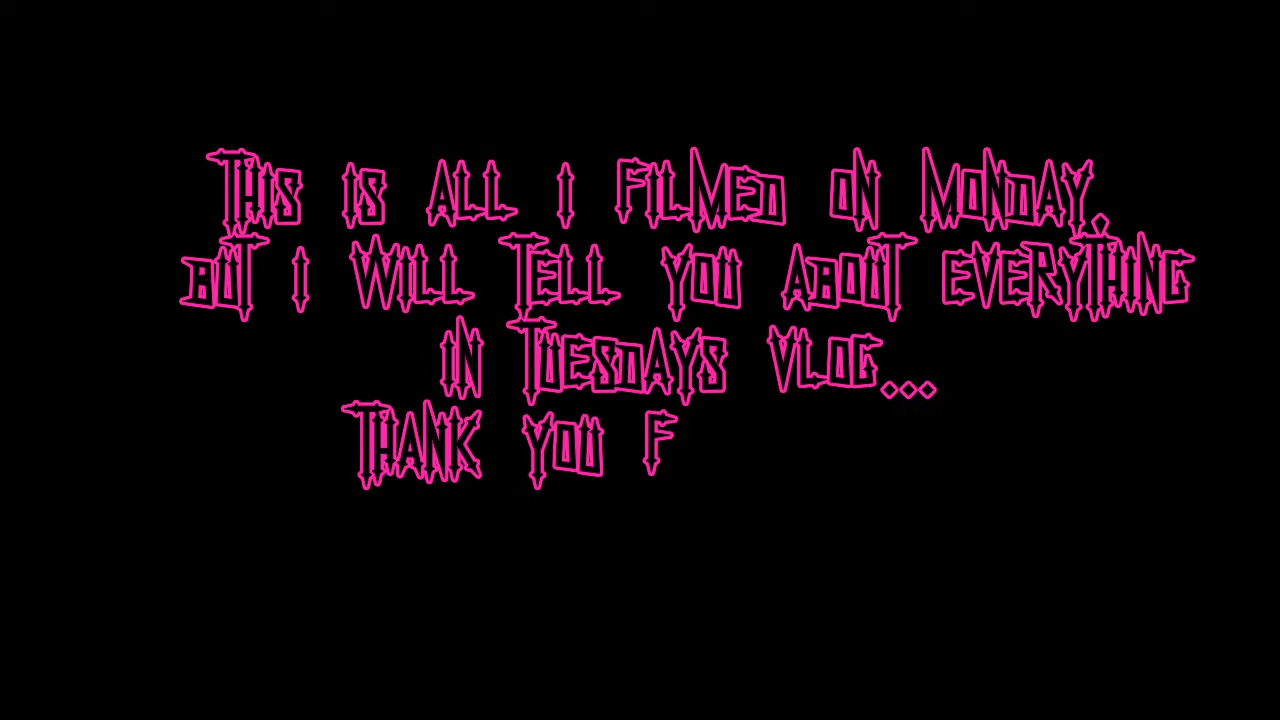 This is all I filmed on Monday.
But I will tell you about everything
in Tuesdays vlog...
Thank you f